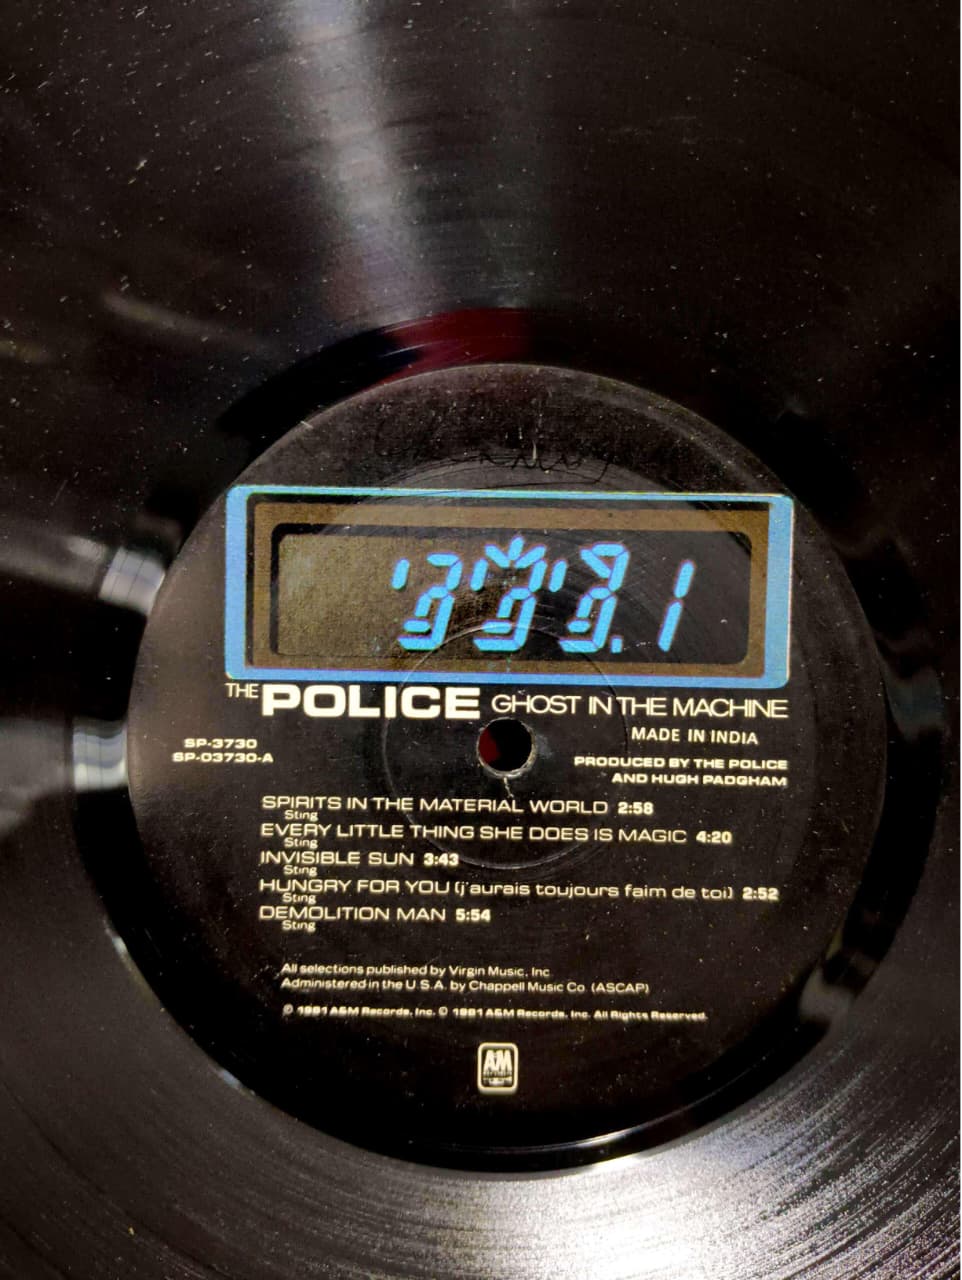 THE POLICE GHOST IN THE MACHINE
MADE IN INDIA
SP-3730
SP-03730-A
PRODUCED BY THE POLICE
AND HUGH PADGHAM
SPIRITS IN THE MATERIAL WORLD 2:58
Sting
EVERY LITTLE THING SHE DOES IS MAGIC 4:20
Sting
INVISIBLE SUN 3:43
Sting
HUNGRY FOR YOU (j'aurais toujours faim de toi) 2:52
Sting
DEMOLITION MAN 5:54
Sting
All selections published by Virgin Music, Inc
Administered in the U S A. by Chappell Music Co (ASCAP)
℗ 1981 A&M Records, Inc. © 1981 A&M Records, Inc. All Rights Reserved.
A&M